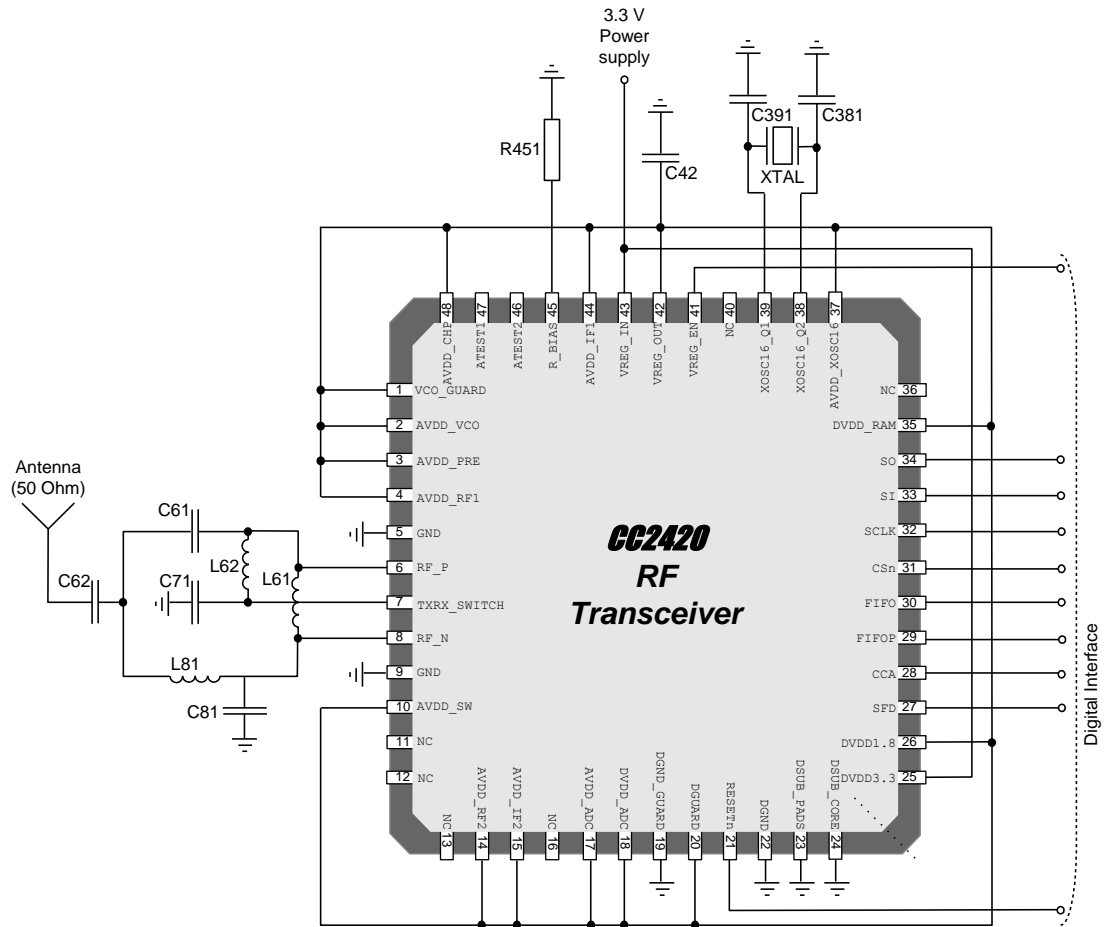 3.3 V
Power
supply
C391
C381
R451
XTAL
C42
48
47
46
45
44
43
42
41
40
39
38
37
AVDD_CHP
ATEST1
ATEST2
R_BIAS
AVDD_IF1
VREG_IN
VREG_OUT
VREG_EN
NC
XOSC16_Q1
XOSC16_Q2
AVDD_XOSC16
1 VCO_GUARD
2 AVDD_VCO
3 AVDD_PRE
4 AVDD_RF1
5 GND
6 RF_P
7 TXRX_SWITCH
8 RF_N
9 GND
10 AVDD_SW
11 NC
12 NC
Antenna
(50 Ohm)
C61
L62
L61
C62
C71
L81
C81
CC2420
RF
Transceiver
NC 36
DVDD_RAM 35
SO 34
SI 33
SCLK 32
CSn 31
FIFO 30
FIFOP 29
CCA 28
SFD 27
DVDD1.8 26
DVDD3.3 25
Digital Interface
NC
AVDD_RF2
AVDD_IF2
NC
AVDD_ADC
DVDD_ADC
DGND_GUARD
DGUARD
RESETn
DGND
DSUB_PADS
DSUB_CORE
13
14
15
16
17
18
19
20
21
22
23
24